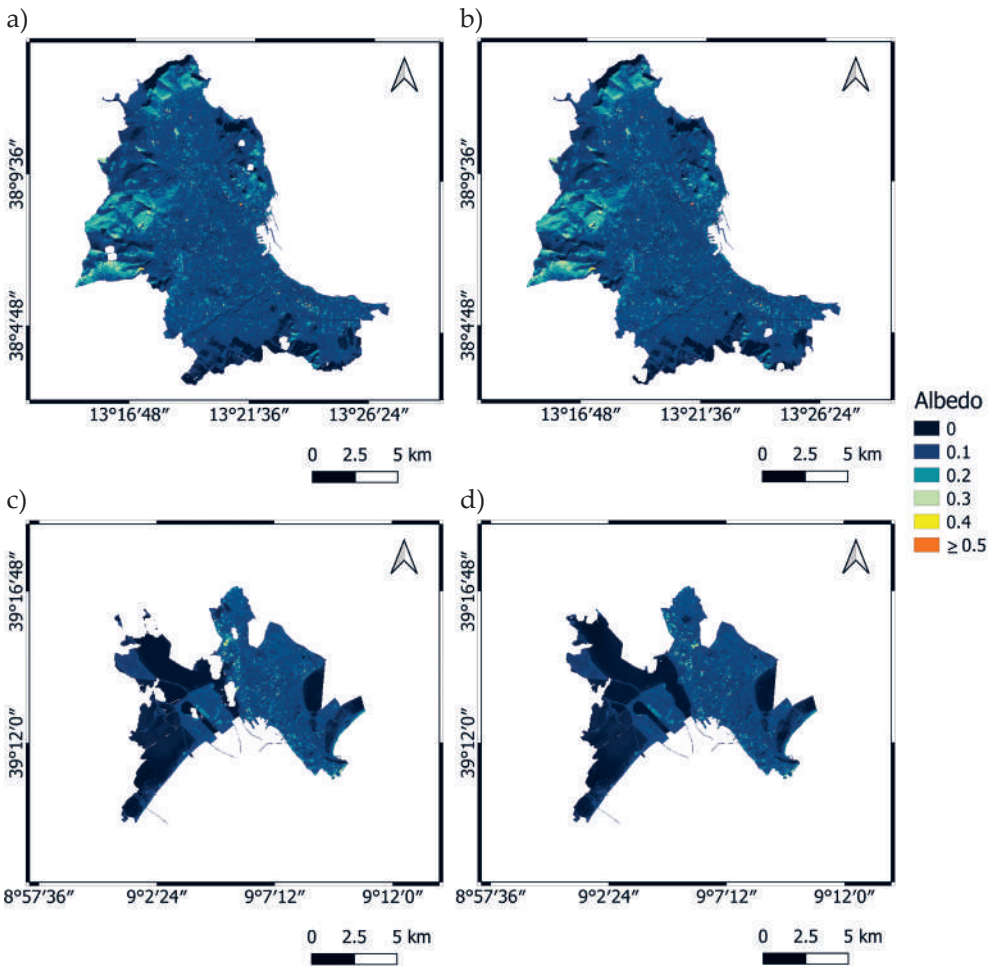 a)
b)
38°9′36″
38°4′48″
13°16′48″ 13°21′36″ 13°26′24″
0 2.5 5 km
38°9′36″
38°4′48″
13°16′48″ 13°21′36″ 13°26′24″
0 2.5 5 km
Albedo
0
0.1
0.2
0.3
0.4
≥ 0.5
c)
d)
39°16′48″
39°12′0″
8°57′36″ 9°2′24″ 9°7′12″ 9°12′0″
0 2.5 5 km
39°16′48″
39°12′0″
8°57′36″ 9°2′24″ 9°7′12″ 9°12′0″
0 2.5 5 km